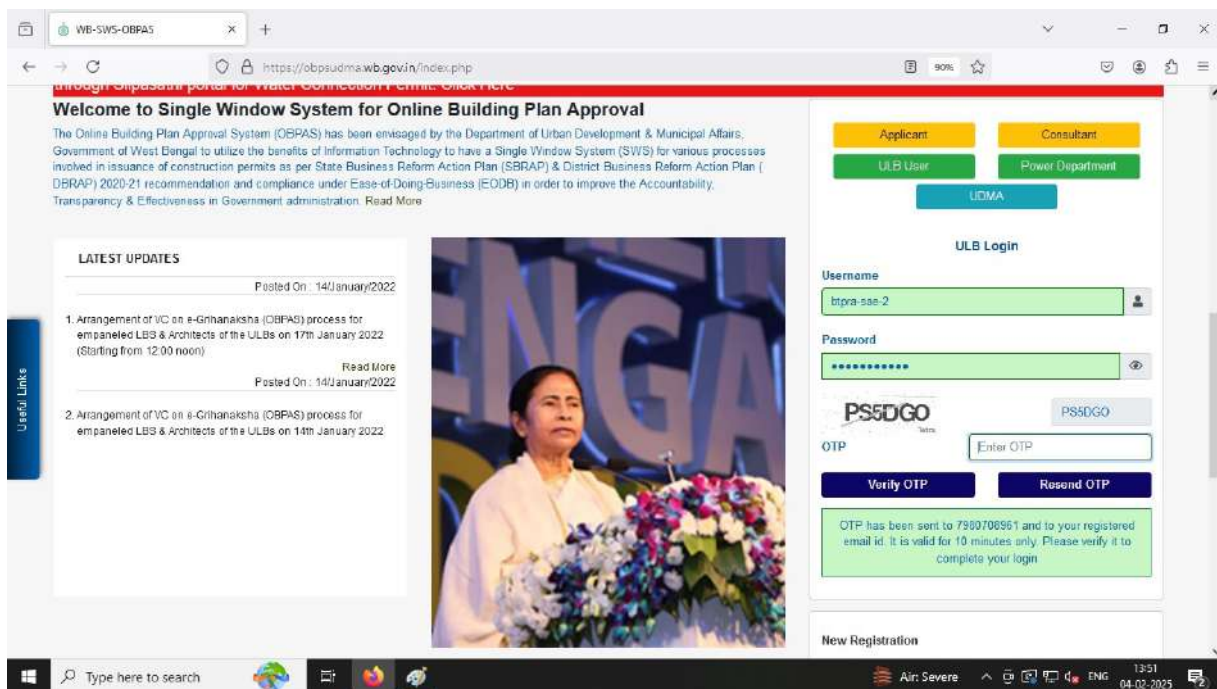 WB-SWS-OBPAS
https://obpsudma.wb.gov.in/index.php
90%
through Silpasathi portal for Water Connection Permit. Click Here
Welcome to Single Window System for Online Building Plan Approval
The Online Building Plan Approval System (OBPAS) has been envisaged by the Department of Urban Development & Municipal Affairs,
Government of West Bengal to utilize the benefits of Information Technology to have a Single Window System (SWS) for various processes
involved in issuance of construction permits as per State Business Reform Action Plan (SBRAP) & District Business Reform Action Plan (
DBRAP) 2020-21 recommendation and compliance under Ease-of-Doing-Business (EODB) in order to improve the Accountability,
Transparency & Effectiveness in Government administration. Read More
Applicant
Consultant
ULB User
Power Department
UDMA
LATEST UPDATES
Posted On : 14/January/2022
1. Arrangement of VC on e-Grihanaksha (OBPAS) process for
empaneled LBS & Architects of the ULBs on 17th January 2022
(Starting from 12:00 noon)
Read More
Posted On : 14/January/2022
2. Arrangement of VC on e-Grihanaksha (OBPAS) process for
empaneled LBS & Architects of the ULBs on 14th January 2022
Useful Links
ENGA
ULB Login
Username
btpra-sae-2
Password
PS5DGO
PS5DGO
OTP
Enter OTP
Verify OTP
Resend OTP
OTP has been sent to 7980708961 and to your registered
email id. It is valid for 10 minutes only. Please verify it to
complete your login
New Registration
Type here to search
Air: Severe
ENG
13:51
04-02-2025
2